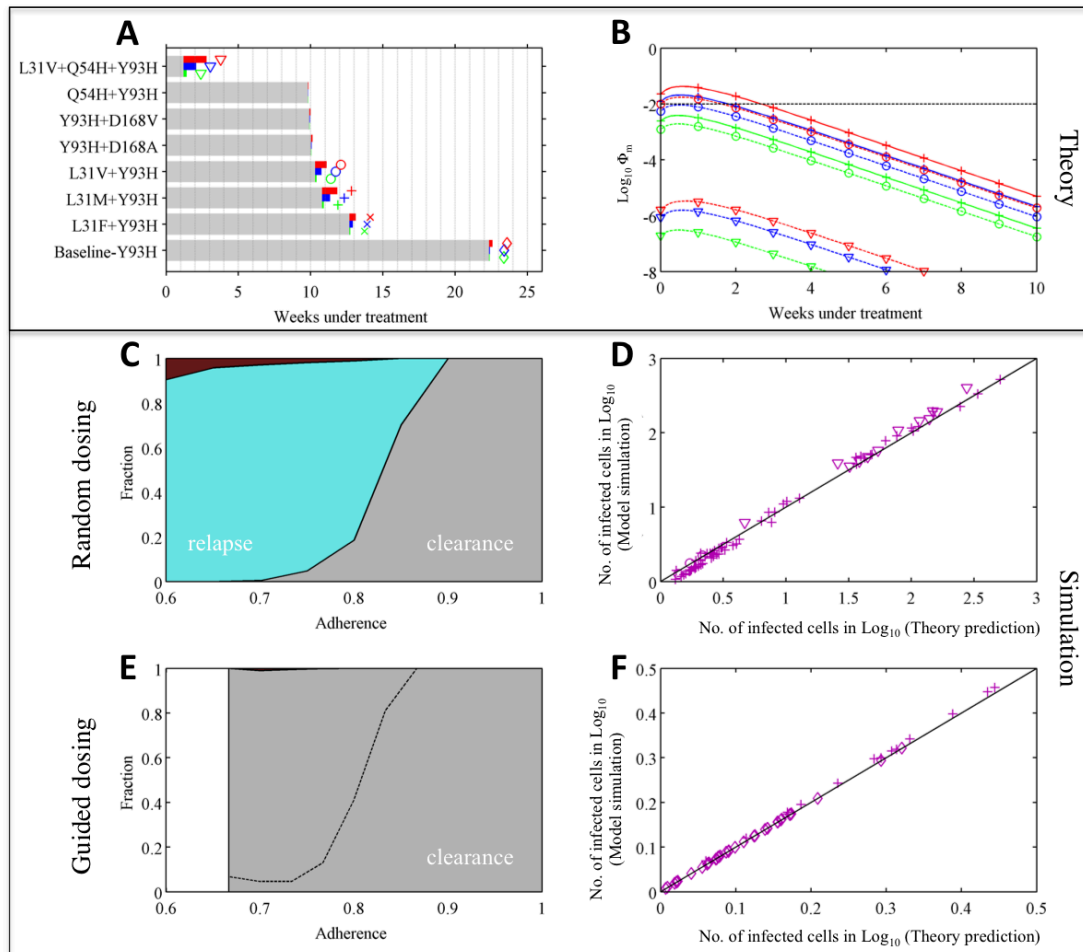 A
L31V+Q54H+Y93H
Q54H+Y93H
Y93H+D168V
Y93H+D168A
L31V+Y93H
L31M+Y93H
L31F+Y93H
Baseline-Y93H
0 5 10 15 20 25
Weeks under treatment
B
0
-2
-4
-6
-8
Log10 Φm
0 2 4 6 8 10
Weeks under treatment
Theory
Random dosing
C
1
0.8
0.6
0.4
0.2
0
Fraction
relapse
clearance
0.6 0.7 0.8 0.9 1
Adherence
D
3
2
1
0
No. of infected cells in Log10
(Model simulation)
0 0.5 1 1.5 2 2.5 3
No. of infected cells in Log10 (Theory prediction)
Simulation
Guided dosing
E
1
0.8
0.6
0.4
0.2
0
Fraction
clearance
0.6 0.7 0.8 0.9 1
Adherence
F
0.5
0.4
0.3
0.2
0.1
0
No. of infected cells in Log10
(Model simulation)
0 0.1 0.2 0.3 0.4 0.5
No. of infected cells in Log10 (Theory prediction)